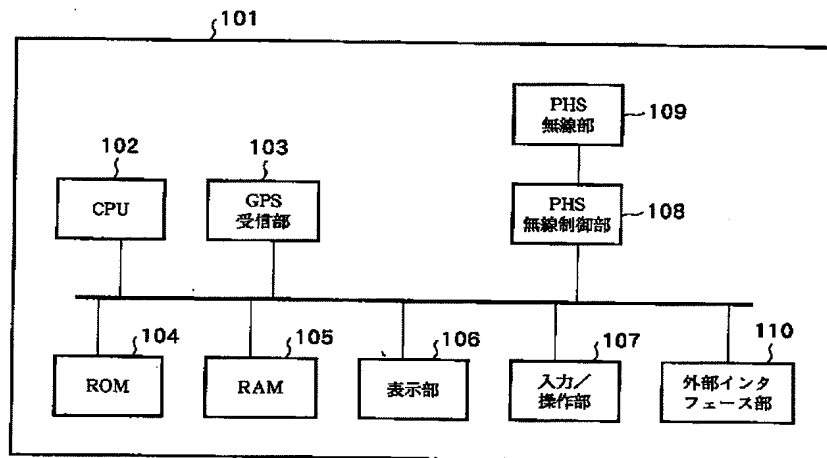 101
PHS
無線部
109
102
103
CPU
GPS
受信部
PHS
無線制御部
108
104
105
106
107
110
ROM
RAM
表示部
入力／
操作部
外部インタ
フェース部